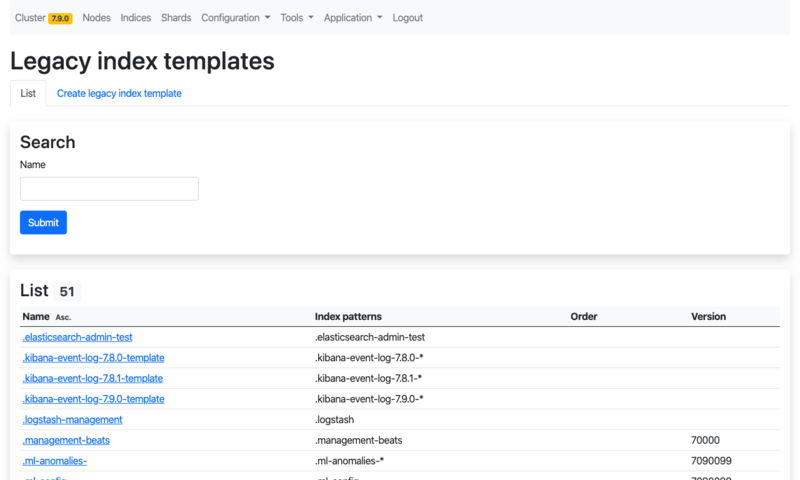 Cluster 7.9.0 Nodes Indices Shards Configuration Tools Application Logout
Legacy index templates
List Create legacy index template
Search
Name
Submit
List 51
Name Asc. Index patterns Order Version
.elasticsearch-admin-test .elasticsearch-admin-test
.kibana-event-log-7.8.0-template .kibana-event-log-7.8.0-*
.kibana-event-log-7.8.1-template .kibana-event-log-7.8.1-*
.kibana-event-log-7.9.0-template .kibana-event-log-7.9.0-*
.logstash-management .logstash
.management-beats .management-beats 70000
.ml-anomalies- .ml-anomalies-* 7090099